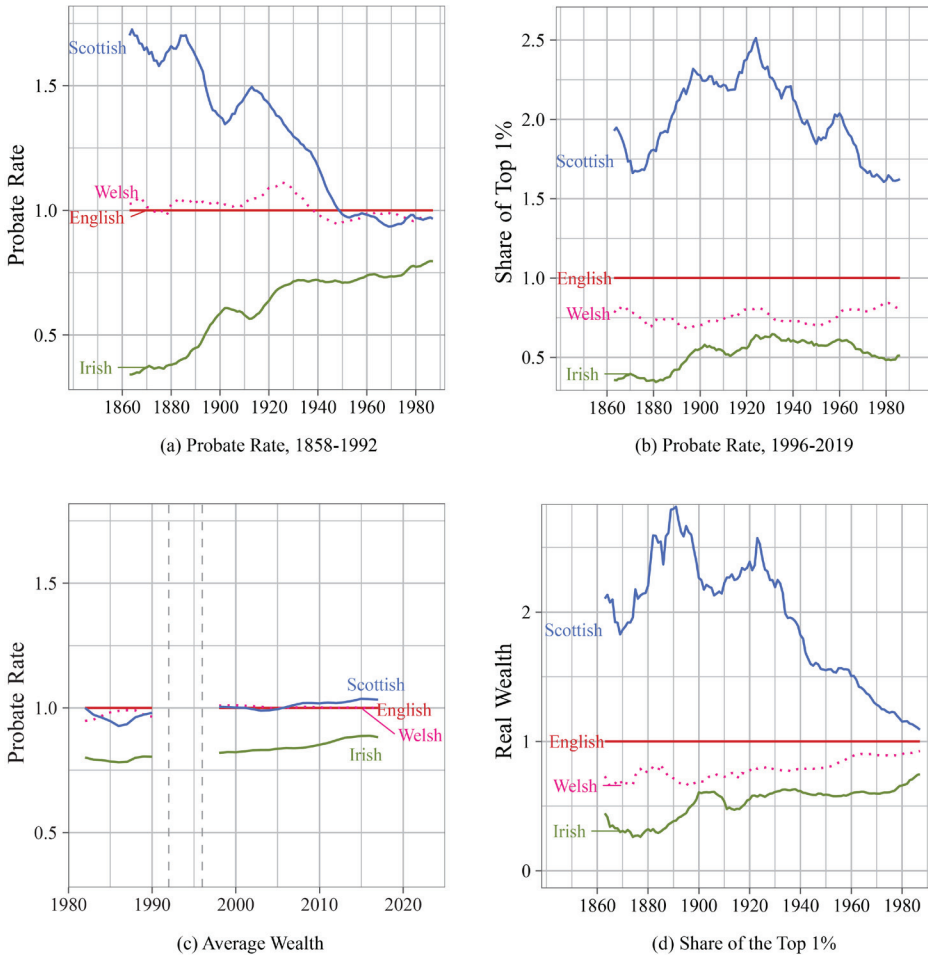 Probate Rate
1.5
1.0
0.5
Scottish
Welsh
English
Irish
1860 1880 1900 1920 1940 1960 1980
(a) Probate Rate, 1858-1992
Share of Top 1%
2.5
2.0
1.5
1.0
0.5
Scottish
English
Welsh
Irish
1860 1880 1900 1920 1940 1960 1980
(b) Probate Rate, 1996-2019
Probate Rate
1.5
1.0
0.5
Scottish
English
Welsh
Irish
1980 1990 2000 2010 2020
(c) Average Wealth
Real Wealth
2
1
0
Scottish
English
Welsh
Irish
1860 1880 1900 1920 1940 1960 1980
(d) Share of the Top 1%